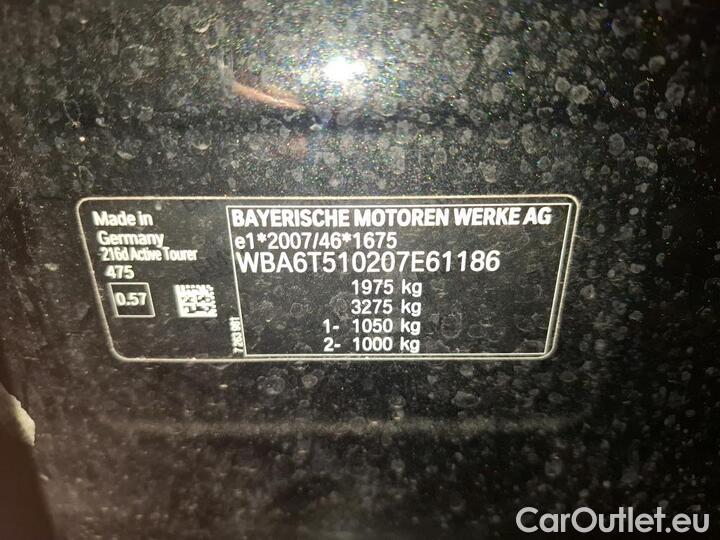 Made in
Germany
216d Active Tourer
475
0.57
BAYERISCHE MOTOREN WERKE AG
e1*2007/46*1675
WBA6T510207E61186
1975 kg
3275 kg
1- 1050 kg
2- 1000 kg
CarOutlet.eu